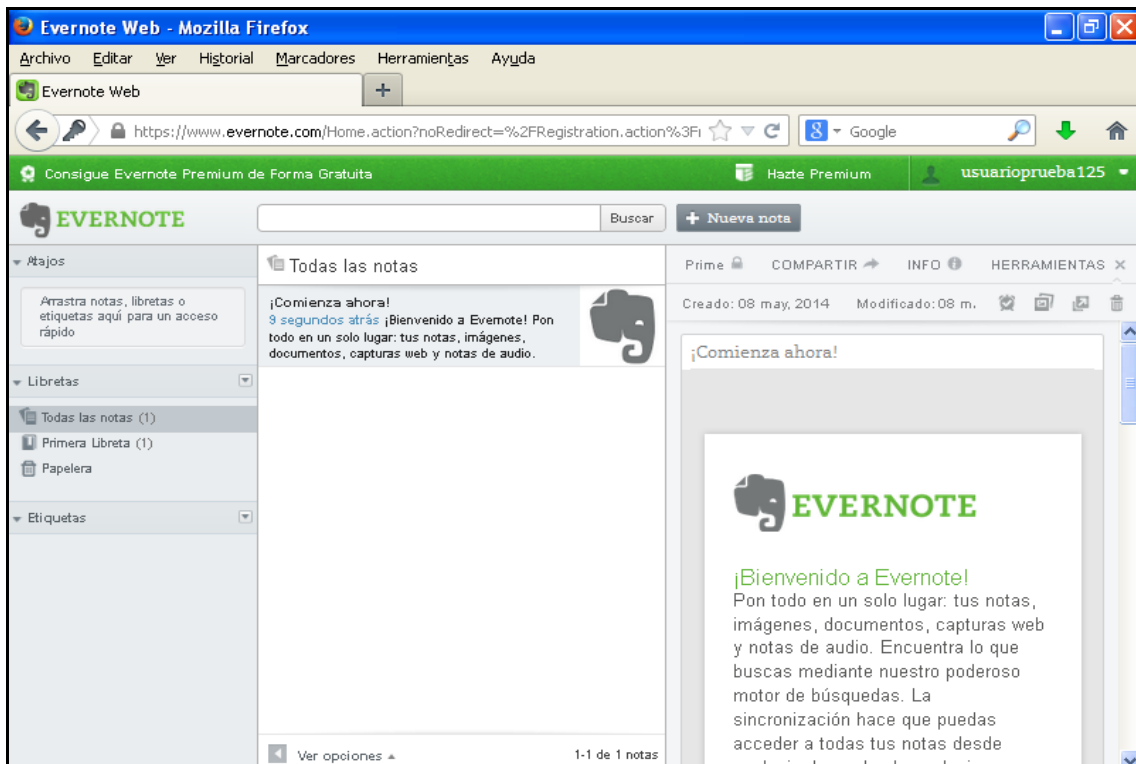 Evernote Web - Mozilla Firefox
Archivo Editar Ver Historial Marcadores Herramientas Ayuda
Evernote Web
https://www.evernote.com/Home.action?noRedirect=%2FRegistration.action%3Fi
8 Google
Consigue Evernote Premium de Forma Gratuita
Hazte Premium
usuarioprueba125
EVERNOTE
Buscar
+ Nueva nota
Atajos
Arrastra notas, libretas o
etiquetas aquí para un acceso
rápido
Libretas
Todas las notas (1)
Primera Libreta (1)
Papelera
Etiquetas
Todas las notas
¡Comienza ahora!
9 segundos atrás ¡Bienvenido a Evernote! Pon
todo en un solo lugar: tus notas, imágenes,
documentos, capturas web y notas de audio.
Ver opciones
1-1 de 1 notas
Prime COMPARTIR INFO HERRAMIENTAS
Creado: 08 may, 2014 Modificado: 08 m.
¡Comienza ahora!
EVERNOTE
¡Bienvenido a Evernote!
Pon todo en un solo lugar: tus notas,
imágenes, documentos, capturas web
y notas de audio. Encuentra lo que
buscas mediante nuestro poderoso
motor de búsquedas. La
sincronización hace que puedas
acceder a todas tus notas desde